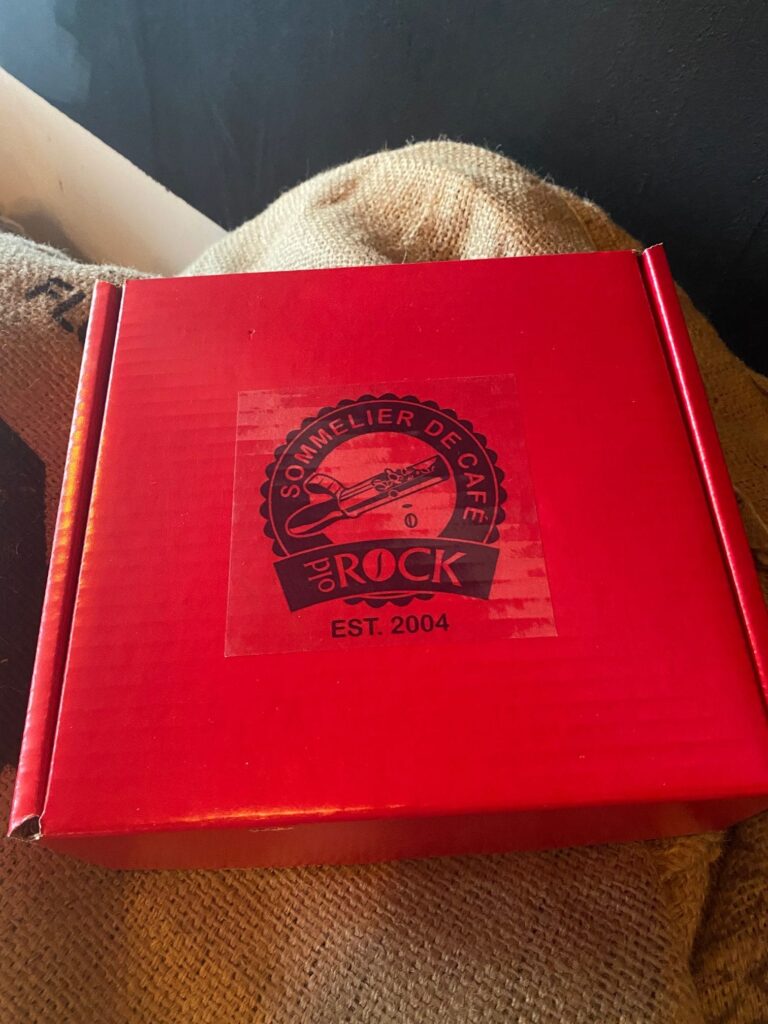 SOMMELIER DE CAFÉ
old ROCK
EST. 2004